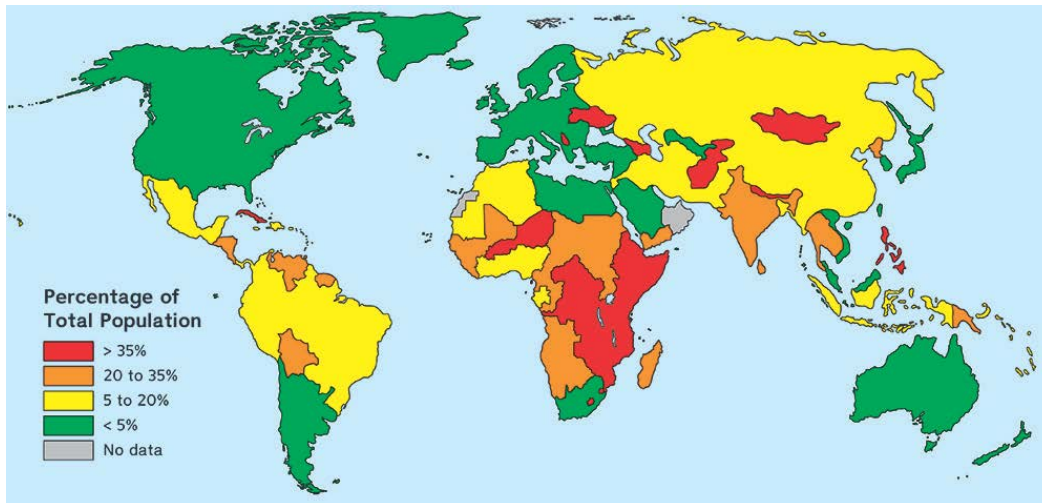 Percentage of
Total Population
> 35%
20 to 35%
5 to 20%
< 5%
No data